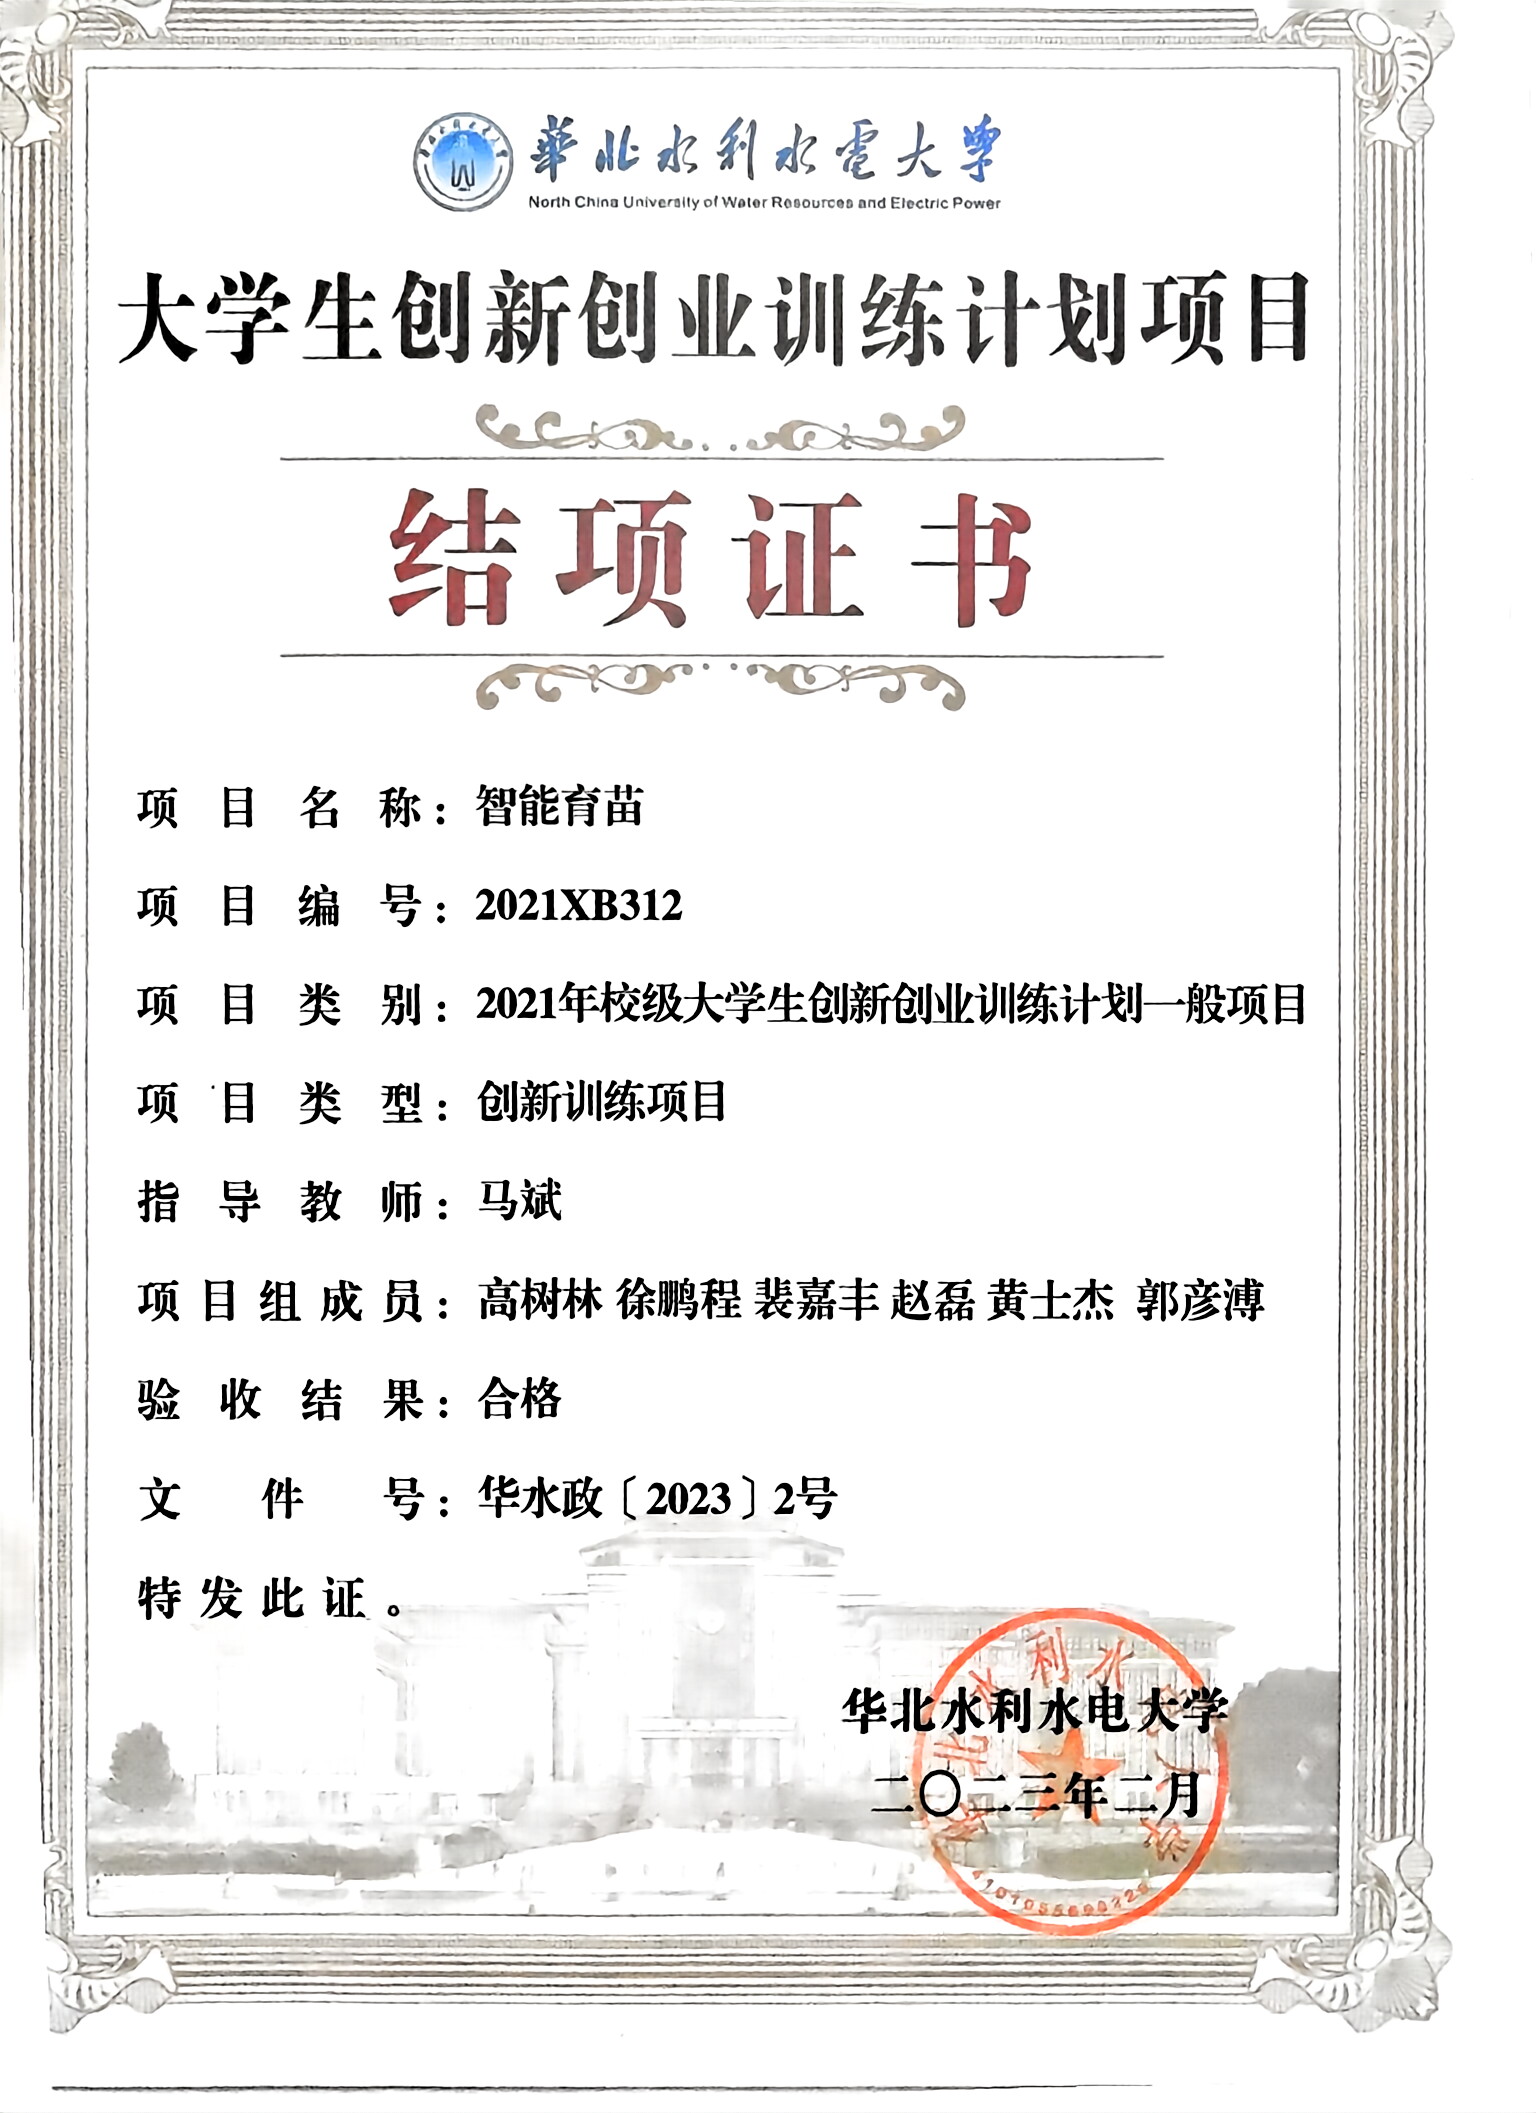 華北水利水電大学
North China University of Water Resources and Electric Power
大学生创新创业训练计划项目
结项证书
项目名称：智能育苗
项目编号：2021XB312
项目类别：2021年校级大学生创新创业训练计划一般项目
项目类型：创新训练项目
指导教师：马斌
项目组成员：高树林 徐鹏程 裴嘉丰 赵磊 黄士杰 郭彦溥
验收结果：合格
文件号：华水政〔2023〕2号
特发此证。
华北水利水电大学
二〇二三年二月